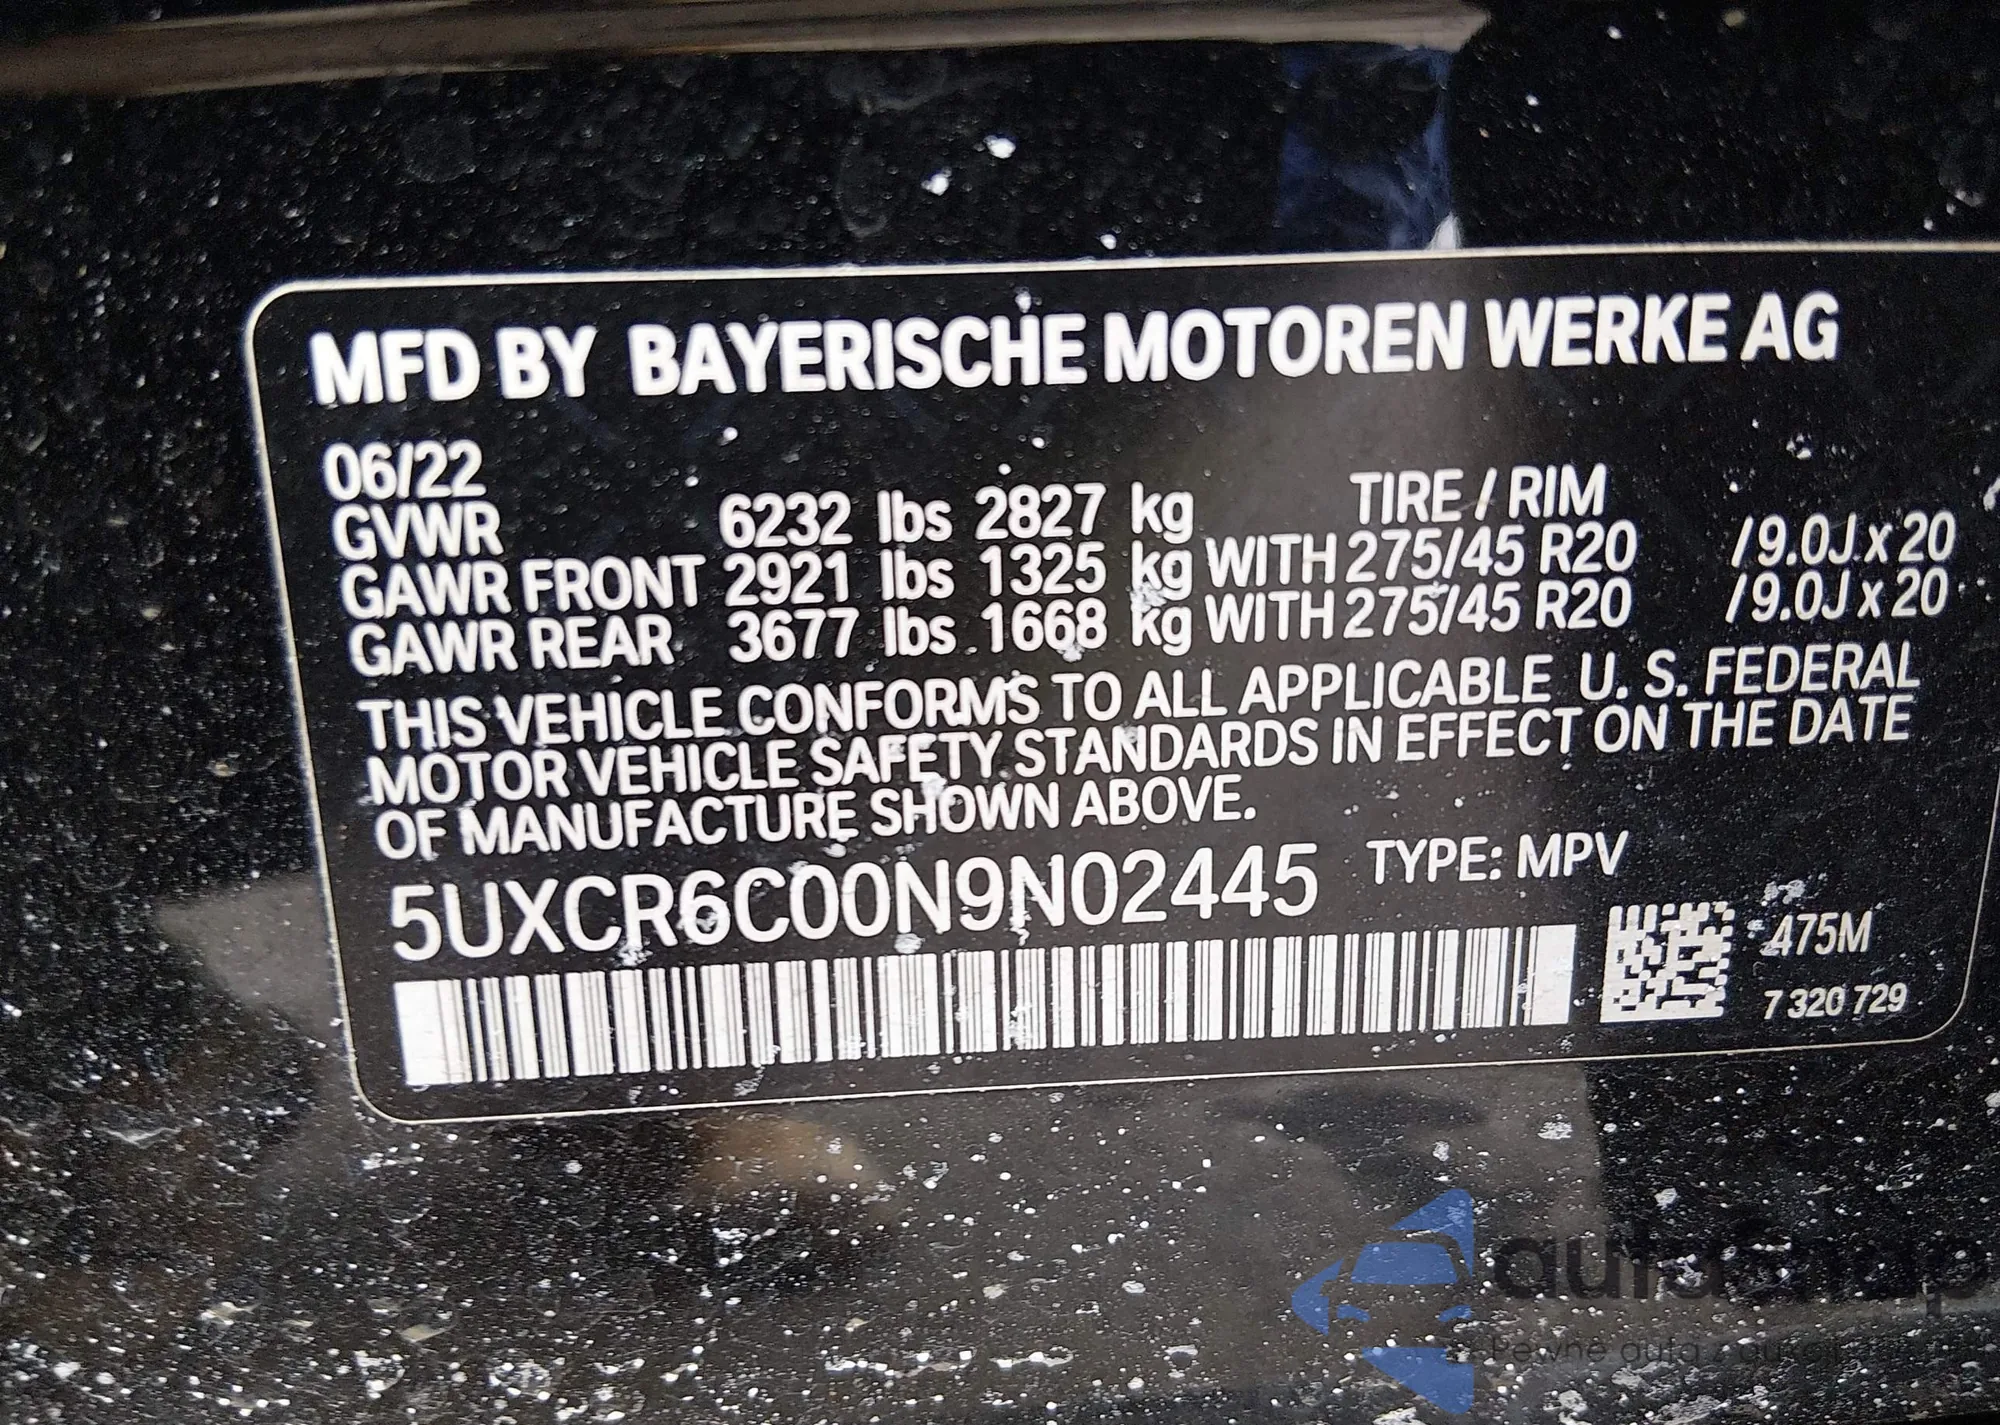 MFD BY BAYERISCHE MOTOREN WERKE AG
06/22
TIRE / RIM
GVWR 6232 lbs 2827 kg
GAWR FRONT 2921 lbs 1325 kg WITH 275/45 R20 /9.0J x 20
GAWR REAR 3677 lbs 1668 kg WITH 275/45 R20 /9.0J x 20
THIS VEHICLE CONFORMS TO ALL APPLICABLE U. S. FEDERAL
MOTOR VEHICLE SAFETY STANDARDS IN EFFECT ON THE DATE
OF MANUFACTURE SHOWN ABOVE.
5UXCR6C00N9N02445 TYPE: MPV
475M
7 320 729
autasnap
Pewne auta z